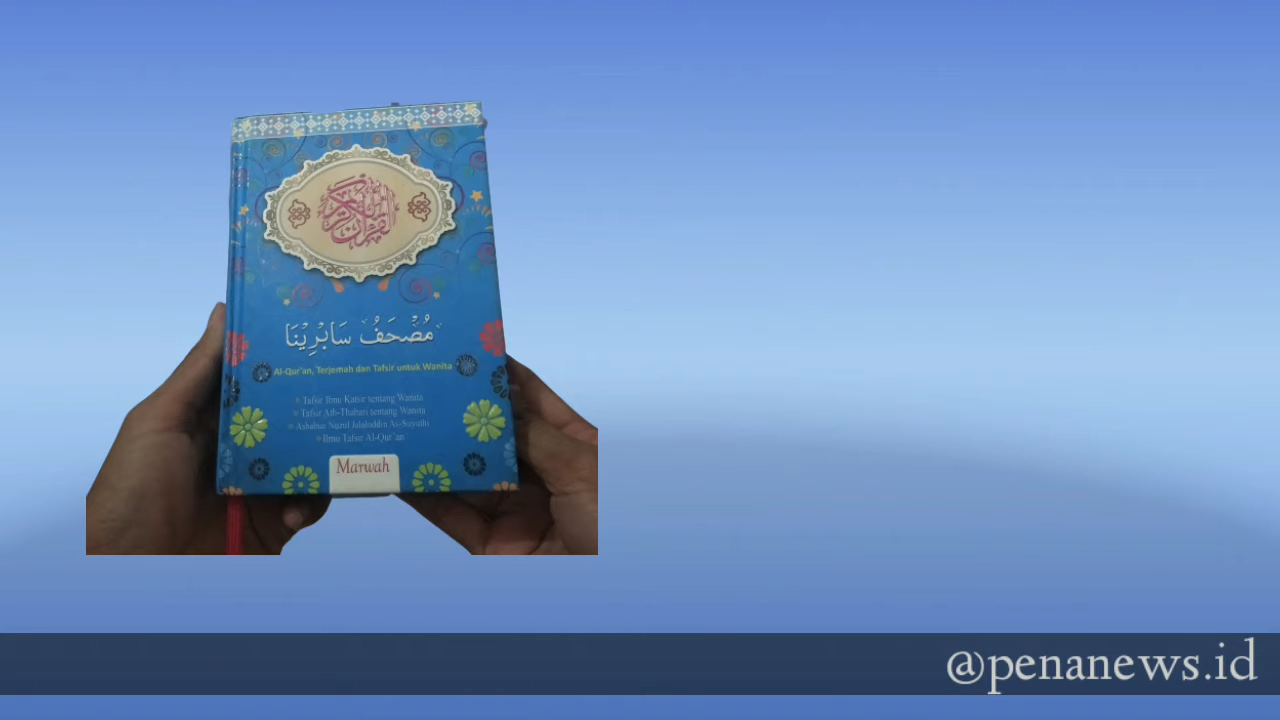 القرآن الكريم
مُصْحَفُ سَابْرِيْنَا
Al-Qur'an, Terjemah dan Tafsir untuk Wanita
Tafsir Ibnu Katsir tentang Wanita
Tafsir Ath-Thabari tentang Wanita
Asbabun Nuzul Jalaluddin As-Suyuthi
Ilmu Tafsir Al-Qur'an
Marwah
@penanews.id